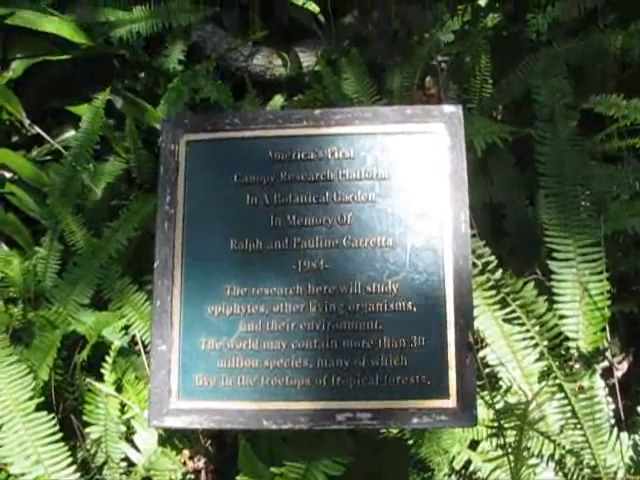 America's First
Canopy Research Platform
In A Botanical Garden
In Memory Of
Ralph and Pauline Garretta
-1984-
The research here will study
epiphytes, other living organisms,
and their environment.
The world may contain more than 30
million species, many of which
live in the treetops of tropical forests.